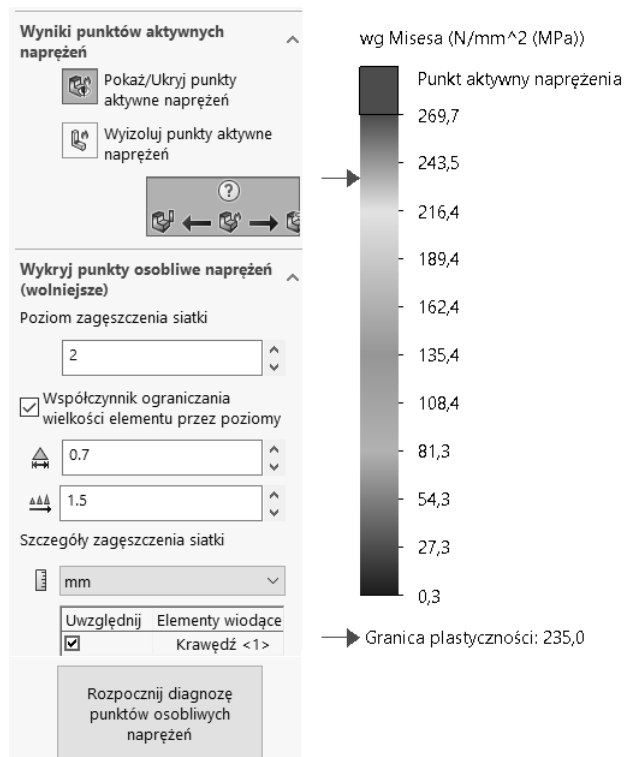 Wyniki punktów aktywnych
naprężeń
Pokaż/Ukryj punkty
aktywne naprężeń
Wyizoluj punkty aktywne
naprężeń
?
Wykryj punkty osobliwe naprężeń
(wolniejsze)
Poziom zagęszczenia siatki
2
Współczynnik ograniczania
wielkości elementu przez poziomy
0.7
1.5
Szczegóły zagęszczenia siatki
mm
Uwzględnij Elementy wiodące
Krawędź <1>
Rozpocznij diagnozę
punktów osobliwych
naprężeń
wg Misesa (N/mm^2 (MPa))
Punkt aktywny naprężenia
269,7
243,5
216,4
189,4
162,4
135,4
108,4
81,3
54,3
27,3
0,3
Granica plastyczności: 235,0